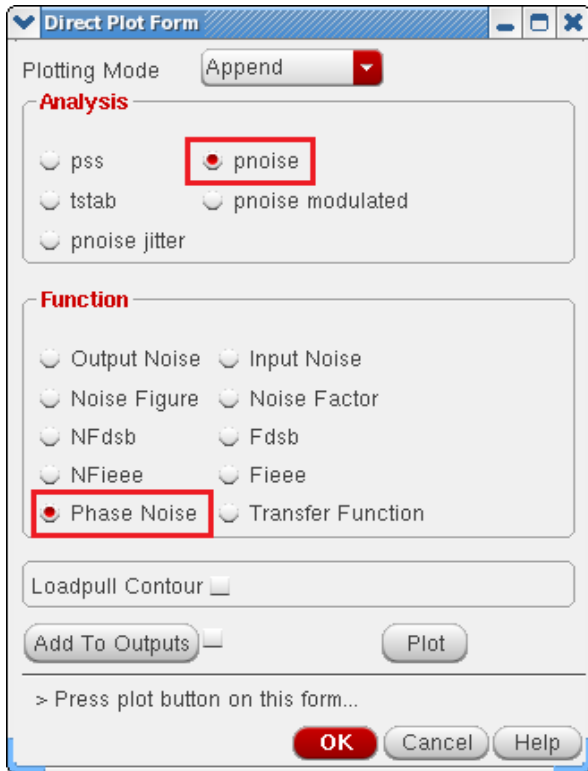 Direct Plot Form
Plotting Mode Append
Analysis
pss pnoise
tstab pnoise modulated
pnoise jitter
Function
Output Noise Input Noise
Noise Figure Noise Factor
NFdsb Fdsb
NFieee Fieee
Phase Noise Transfer Function
Loadpull Contour
Add To Outputs Plot
> Press plot button on this form...
OK Cancel Help